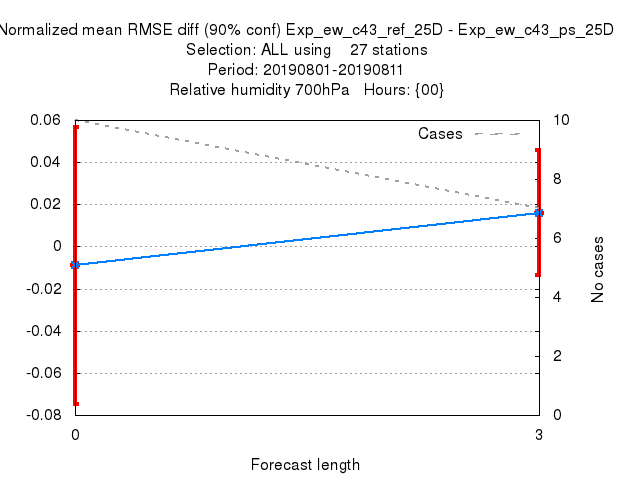 Normalized mean RMSE diff (90% conf) Exp_ew_c43_ref_25D - Exp_ew_c43_ps_25D
Selection: ALL using    27 stations
Period: 20190801-20190811
Relative humidity 700hPa   Hours: {00}
0.06
0.04
0.02
0
-0.02
-0.04
-0.06
-0.08
Cases
10
8
6
4
2
0
No cases
0
3
Forecast length